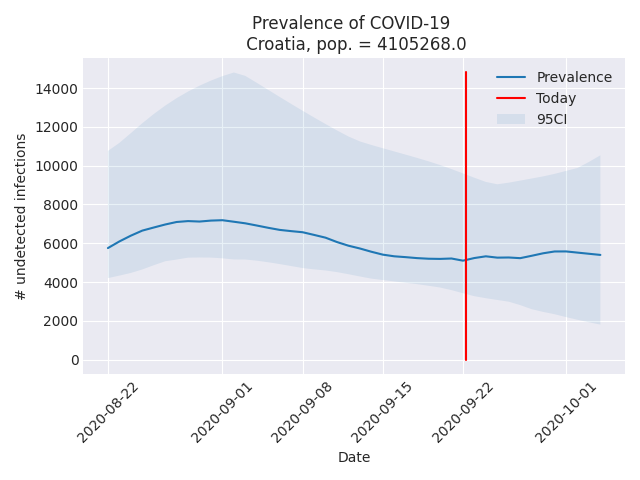 Prevalence of COVID-19
Croatia, pop. = 4105268.0
Prevalence
Today
95CI
# undetected infections
14000
12000
10000
8000
6000
4000
2000
0
2020-08-22
2020-09-01
2020-09-08
2020-09-15
2020-09-22
2020-10-01
Date